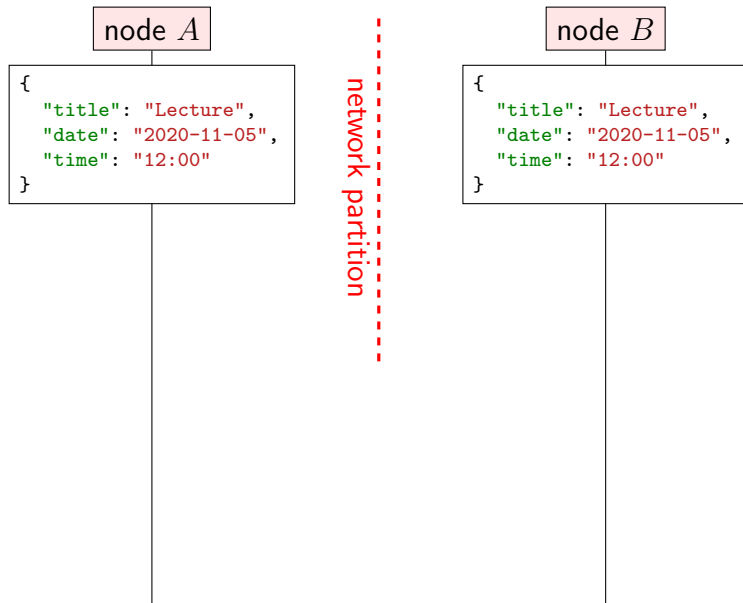 node A
{
  "title": "Lecture",
  "date": "2020-11-05",
  "time": "12:00"
}
network partition
node B
{
  "title": "Lecture",
  "date": "2020-11-05",
  "time": "12:00"
}